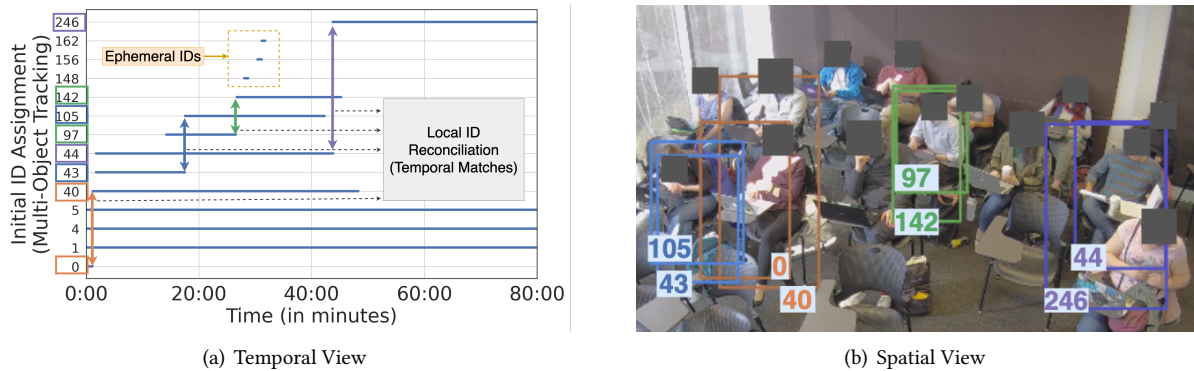 Initial ID Assignment
(Multi-Object Tracking)
246
162
156
148
142
105
97
44
43
40
5
4
1
0
Ephemeral IDs
Local ID
Reconciliation
(Temporal Matches)
0:00 20:00 40:00 60:00 80:00
Time (in minutes)
(a) Temporal View
97
142
105
43
0
40
44
246
(b) Spatial View